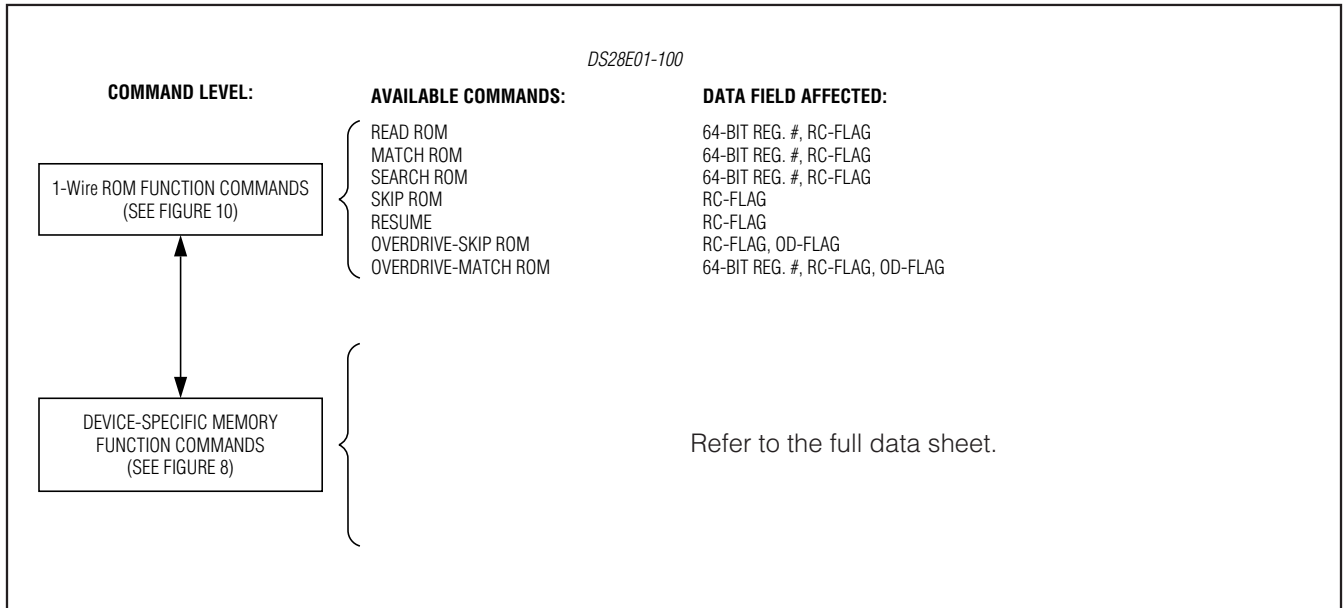 DS28E01-100
COMMAND LEVEL:
AVAILABLE COMMANDS:
DATA FIELD AFFECTED:
1-Wire ROM FUNCTION COMMANDS
(SEE FIGURE 10)
READ ROM
64-BIT REG. #, RC-FLAG
MATCH ROM
64-BIT REG. #, RC-FLAG
SEARCH ROM
64-BIT REG. #, RC-FLAG
SKIP ROM
RC-FLAG
RESUME
RC-FLAG
OVERDRIVE-SKIP ROM
RC-FLAG, OD-FLAG
OVERDRIVE-MATCH ROM
64-BIT REG. #, RC-FLAG, OD-FLAG
DEVICE-SPECIFIC MEMORY
FUNCTION COMMANDS
(SEE FIGURE 8)
Refer to the full data sheet.